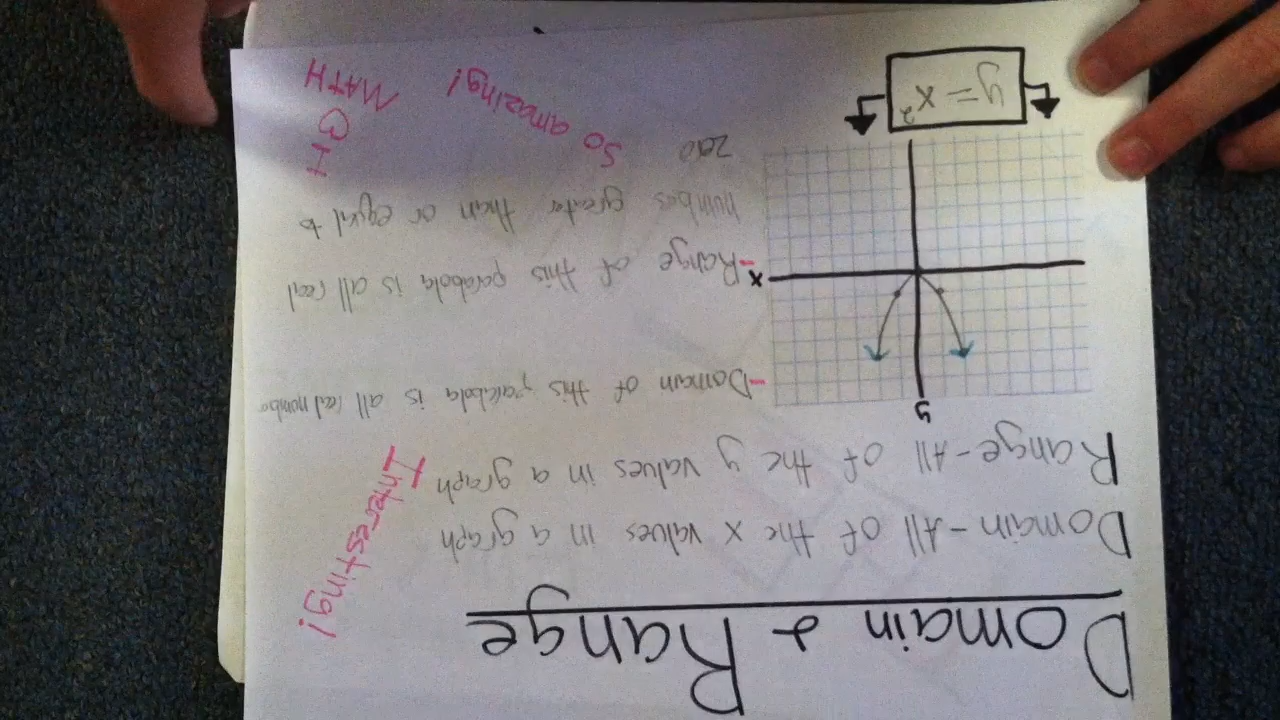 Domain & Range
Domain - All of the x values in a graph
Range - All of the y values in a graph
Interesting!
y
x
y = x²
- Domain of this parabola is all real number
- Range of this parabola is all real
numbers greater than or equal to
zero
So amazing!
OH
MATH